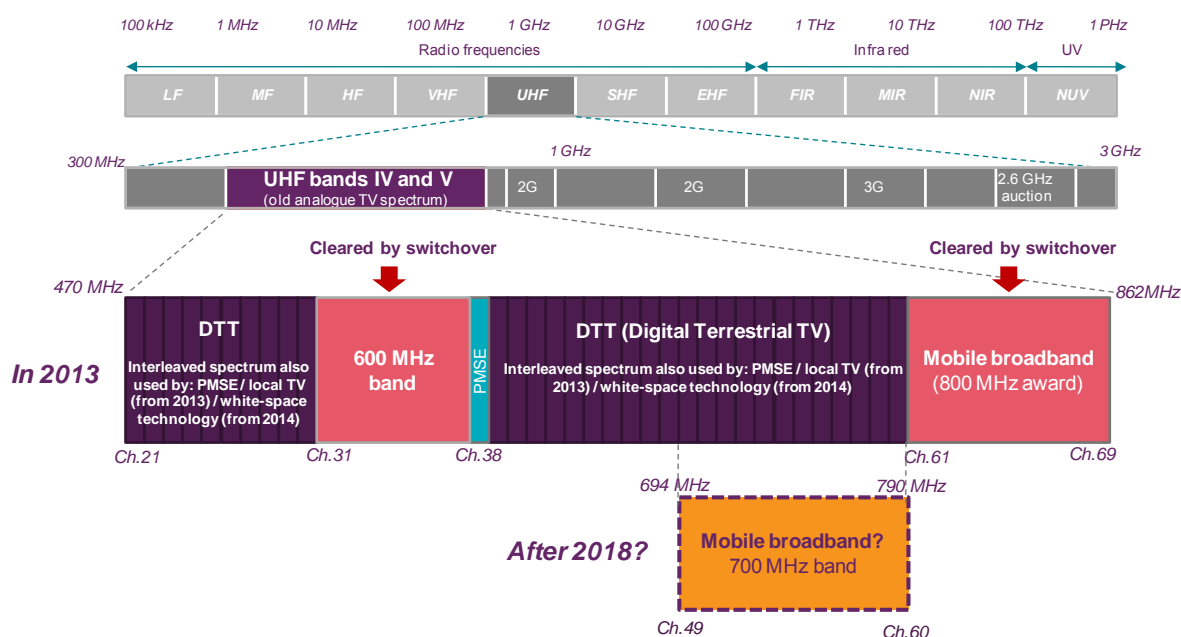 100 kHz 1 MHz 10 MHz 100 MHz 1 GHz 10 GHz 100 GHz 1 THz 10 THz 100 THz 1 PHz
Radio frequencies Infra red UV
LF MF HF VHF UHF SHF EHF FIR MIR NIR NUV
300 MHz 1 GHz 3 GHz
UHF bands IV and V
(old analogue TV spectrum)
2G 2G 3G
2.6 GHz
auction
Cleared by switchover Cleared by switchover
470 MHz 862MHz
In 2013
DTT
Interleaved spectrum also
used by: PMSE / local TV
(from 2013) / white-space
technology (from 2014)
600 MHz
band
PMSE
DTT (Digital Terrestrial TV)
Interleaved spectrum also used by: PMSE / local TV (from
2013) / white-space technology (from 2014)
Mobile broadband
(800 MHz award)
Ch.21 Ch.31 Ch.38 Ch.61 Ch.69
694 MHz 790 MHz
After 2018?
Mobile broadband?
700 MHz band
Ch.49 Ch.60